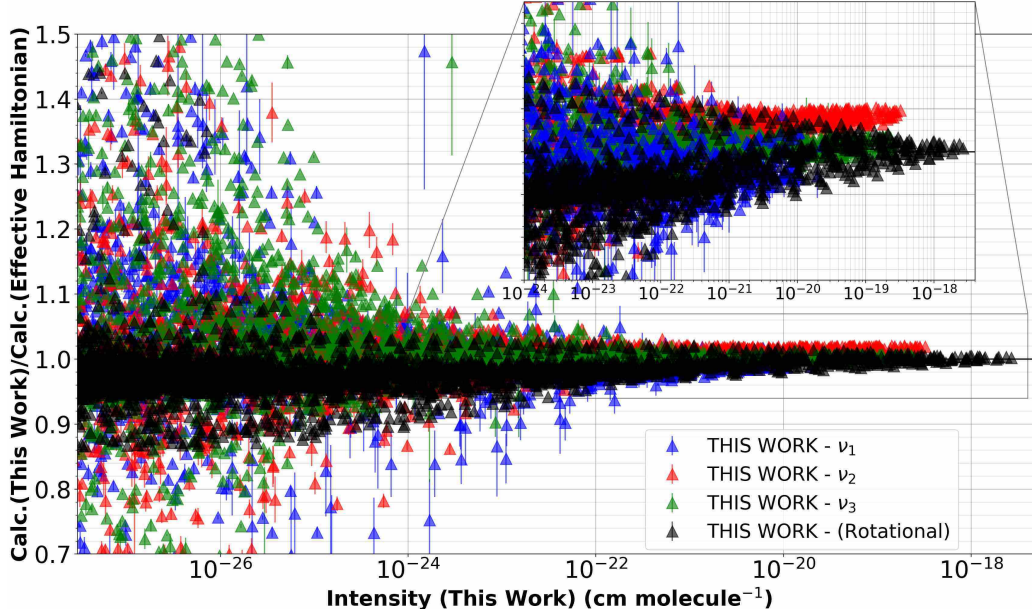 Calc.(This Work)/Calc.(Effective Hamiltonian)
1.5
1.4
1.3
1.2
1.1
1.0
0.9
0.8
0.7
10⁻²⁴ 10⁻²³ 10⁻²² 10⁻²¹ 10⁻²⁰ 10⁻¹⁹ 10⁻¹⁸
THIS WORK - ν₁
THIS WORK - ν₂
THIS WORK - ν₃
THIS WORK - (Rotational)
10⁻²⁶ 10⁻²⁴ 10⁻²² 10⁻²⁰ 10⁻¹⁸
Intensity (This Work) (cm molecule⁻¹)